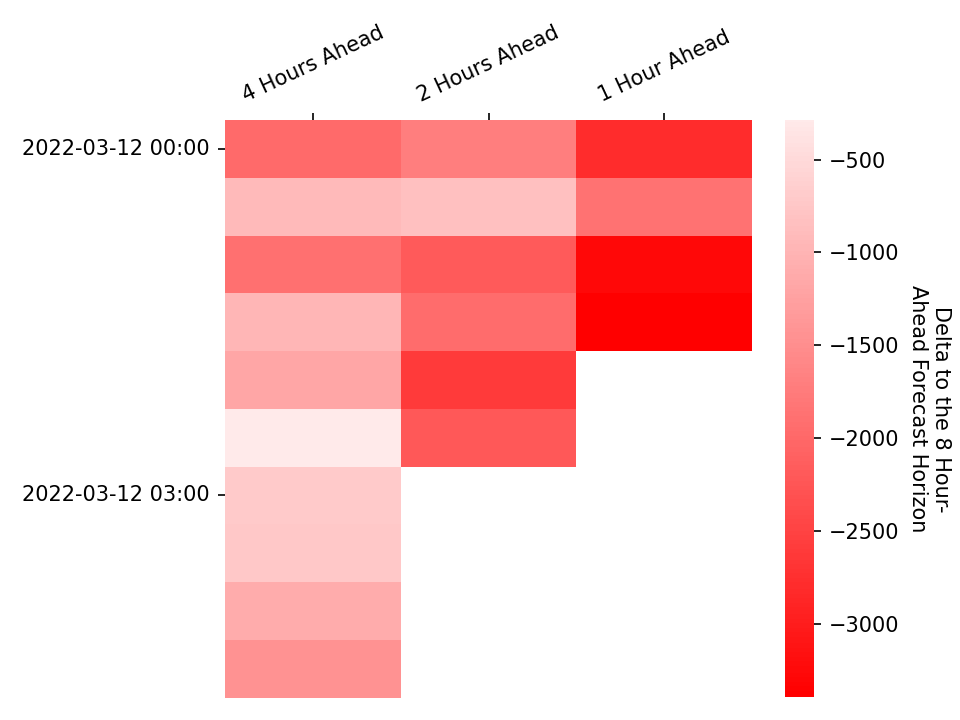 4 Hours Ahead
2 Hours Ahead
1 Hour Ahead
2022-03-12 00:00
2022-03-12 03:00
−500
−1000
−1500
−2000
−2500
−3000
Delta to the 8 Hour-
Ahead Forecast Horizon